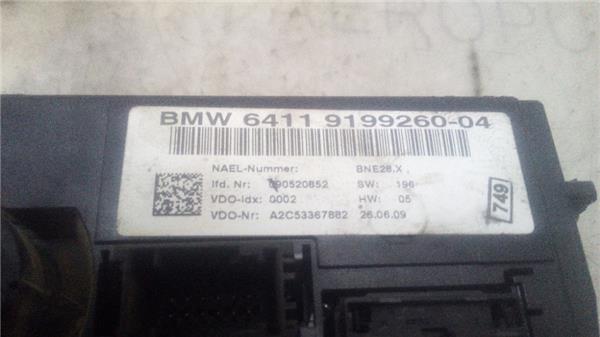 BMW 6411 9199260-04
NAEL-Nummer: BNE28.X
lfd. Nr: 090520852 SW: 196
VDO-Idx: 0002 HW: 05
VDO-Nr: A2C53367882 26.06.09
749